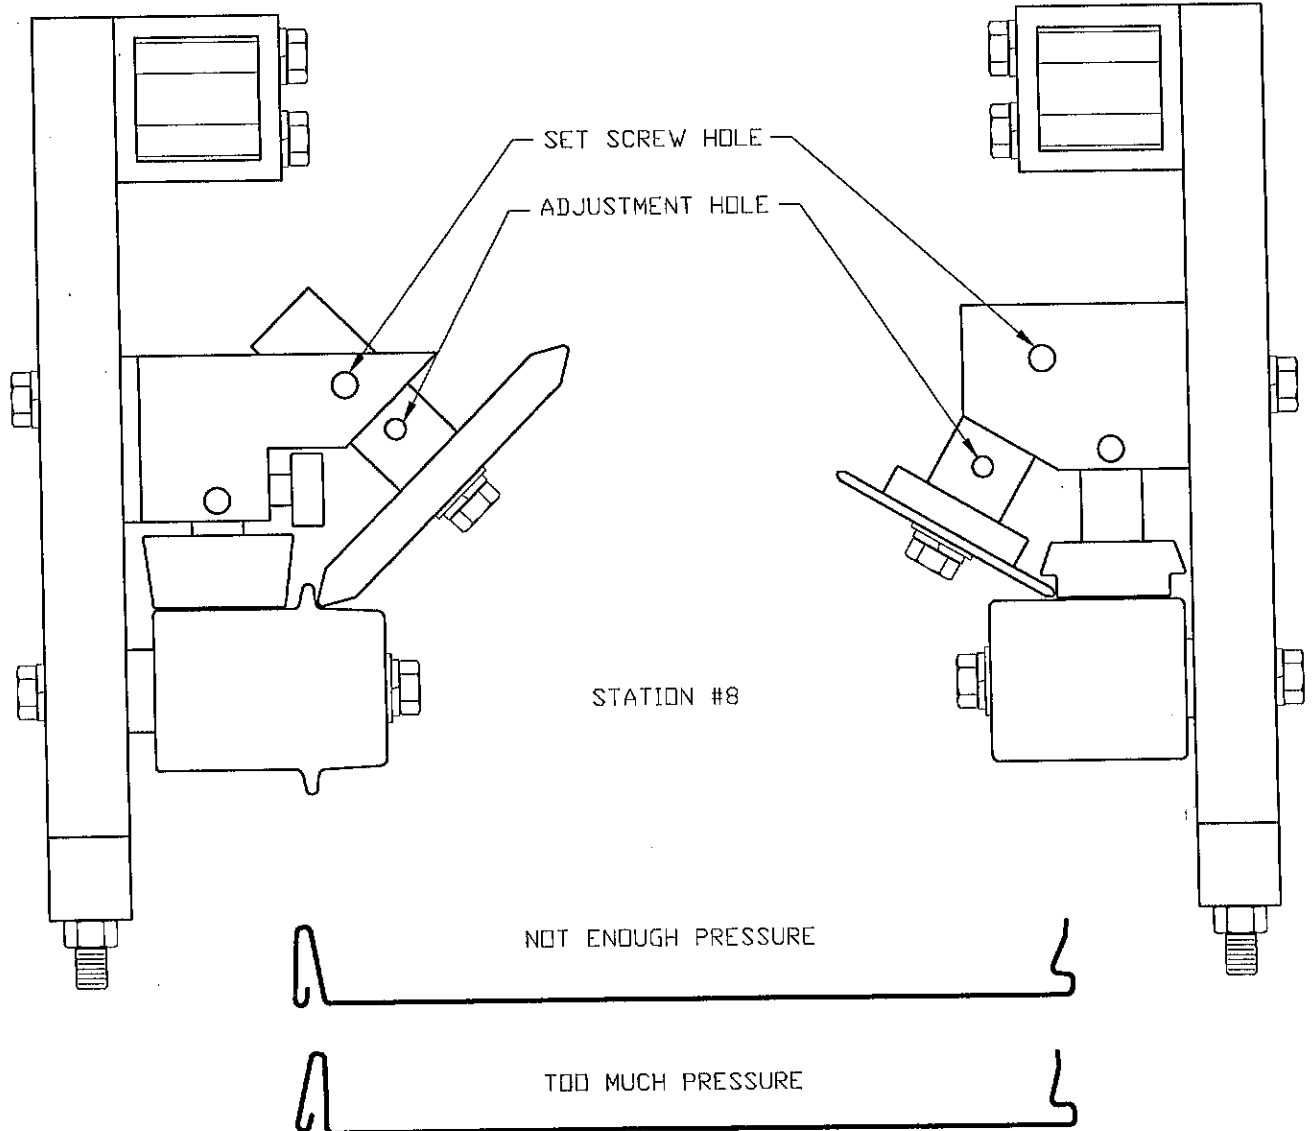 SET SCREW HOLE
ADJUSTMENT HOLE
STATION #8
NOT ENOUGH PRESSURE
TOO MUCH PRESSURE